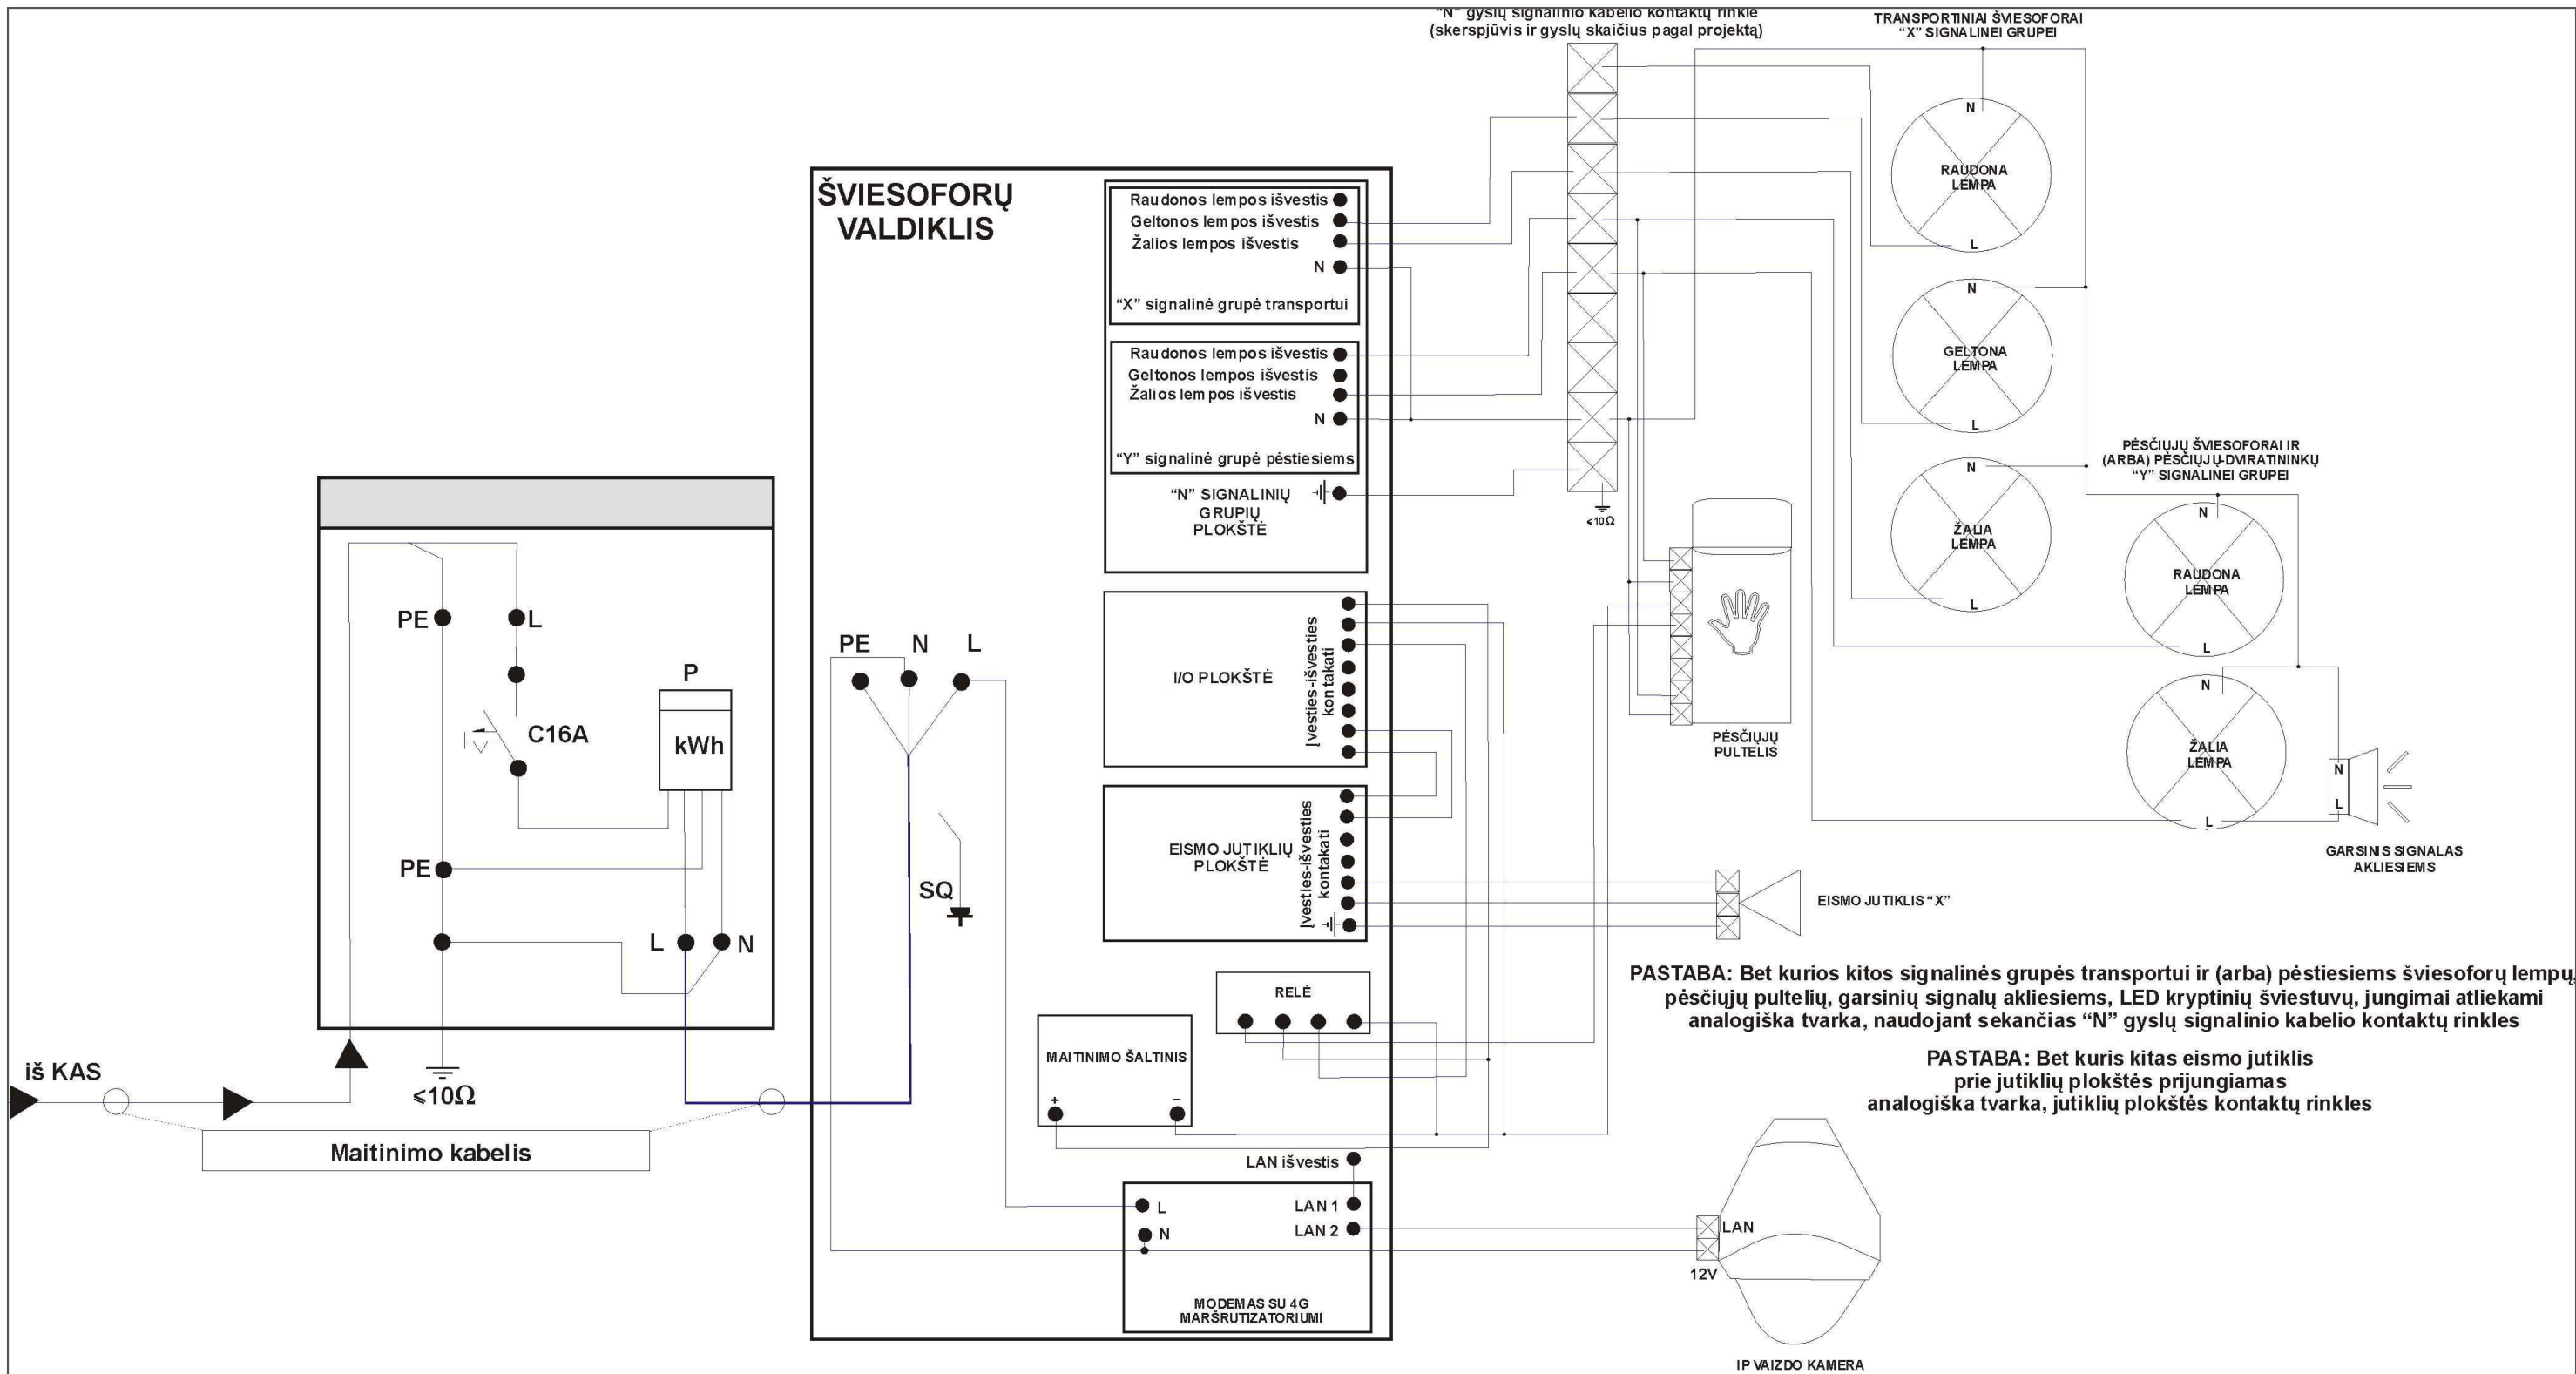 “N” gyslų signalinio kabelio kontaktų rinklė
(skerspjūvis ir gyslų skaičius pagal projektą)
TRANSPORTINIAI ŠVIESOFORAI
“X” SIGNALINEI GRUPEI
N
RAUDONA
LEMPA
L
N
GELTONA
LEMPA
L
N
ŽALIA
LEMPA
L
PĖSČIŲJŲ ŠVIESOFORAI IR
(ARBA) PĖSČIŲJŲ-DVIRATININKŲ
“Y” SIGNALINEI GRUPEI
N
RAUDONA
LEMPA
L
N
ŽALIA
LEMPA
L
N
L
GARSINIS SIGNALAS
AKLIESIEMS
≤10Ω
PĖSČIŲJŲ
PULTELIS
ŠVIESOFORŲ
VALDIKLIS
Raudonos lempos išvestis
Geltonos lempos išvestis
Žalios lempos išvestis
N
“X” signalinė grupė transportui
Raudonos lempos išvestis
Geltonos lempos išvestis
Žalios lempos išvestis
N
“Y” signalinė grupė pėstiesiems
“N” SIGNALINIŲ
GRUPIŲ
PLOKŠTĖ
I/O PLOKŠTĖ
Įvesties-išvesties
kontakati
EISMO JUTIKLIŲ
PLOKŠTĖ
Įvesties-išvesties
kontakati
EISMO JUTIKLIS “X”
PE
N
L
SQ
RELĖ
MAITINIMO ŠALTINIS
+
–
LAN išvestis
L
N
LAN 1
LAN 2
MODEMAS SU 4G
MARŠRUTIZATORIUMI
PE
L
P
kWh
C16A
PE
L
N
iš KAS
≤10Ω
Maitinimo kabelis
PASTABA: Bet kurios kitos signalinės grupės transportui ir (arba) pėstiesiems šviesoforų lempų,
pėsčiųjų pultelių, garsinių signalų akliesiems, LED kryptinių šviestuvų, jungimai atliekami
analogiška tvarka, naudojant sekančias “N” gyslų signalinio kabelio kontaktų rinkles
PASTABA: Bet kuris kitas eismo jutiklis
prie jutiklių plokštės prijungiamas
analogiška tvarka, jutiklių plokštės kontaktų rinkles
LAN
12V
IP VAIZDO KAMERA